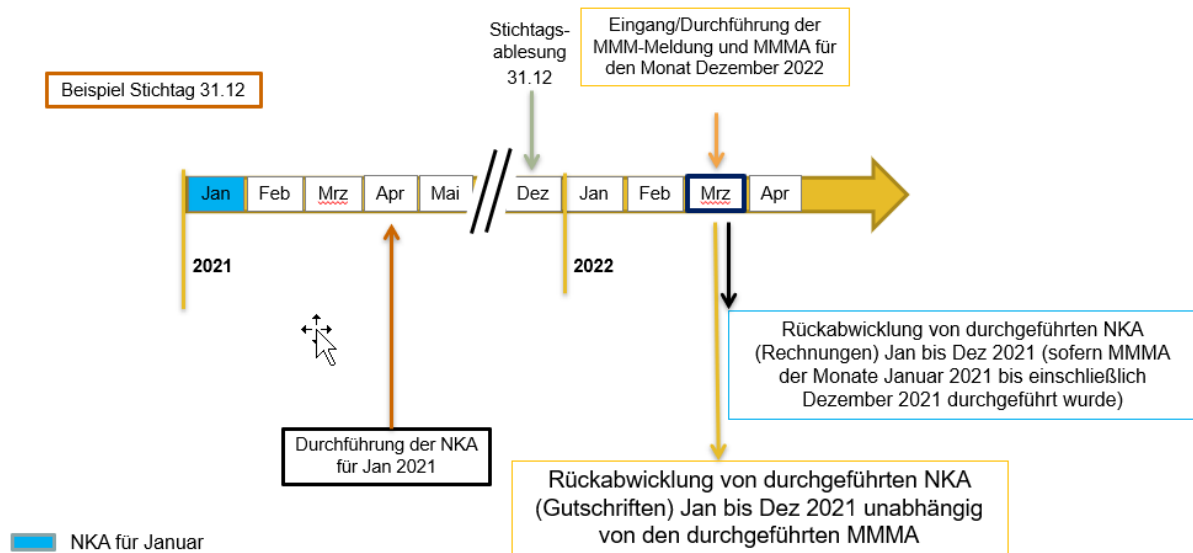 Stichtags-
ablesung
31.12
Eingang/Durchführung der
MMM-Meldung und MMMA für
den Monat Dezember 2022
Beispiel Stichtag 31.12
Jan Feb Mrz Apr Mai Dez Jan Feb Mrz Apr
2021 2022
Rückabwicklung von durchgeführten NKA
(Rechnungen) Jan bis Dez 2021 (sofern MMMA
der Monate Januar 2021 bis einschließlich
Dezember 2021 durchgeführt wurde)
Durchführung der NKA
für Jan 2021
Rückabwicklung von durchgeführten NKA
(Gutschriften) Jan bis Dez 2021 unabhängig
von den durchgeführten MMMA
NKA für Januar